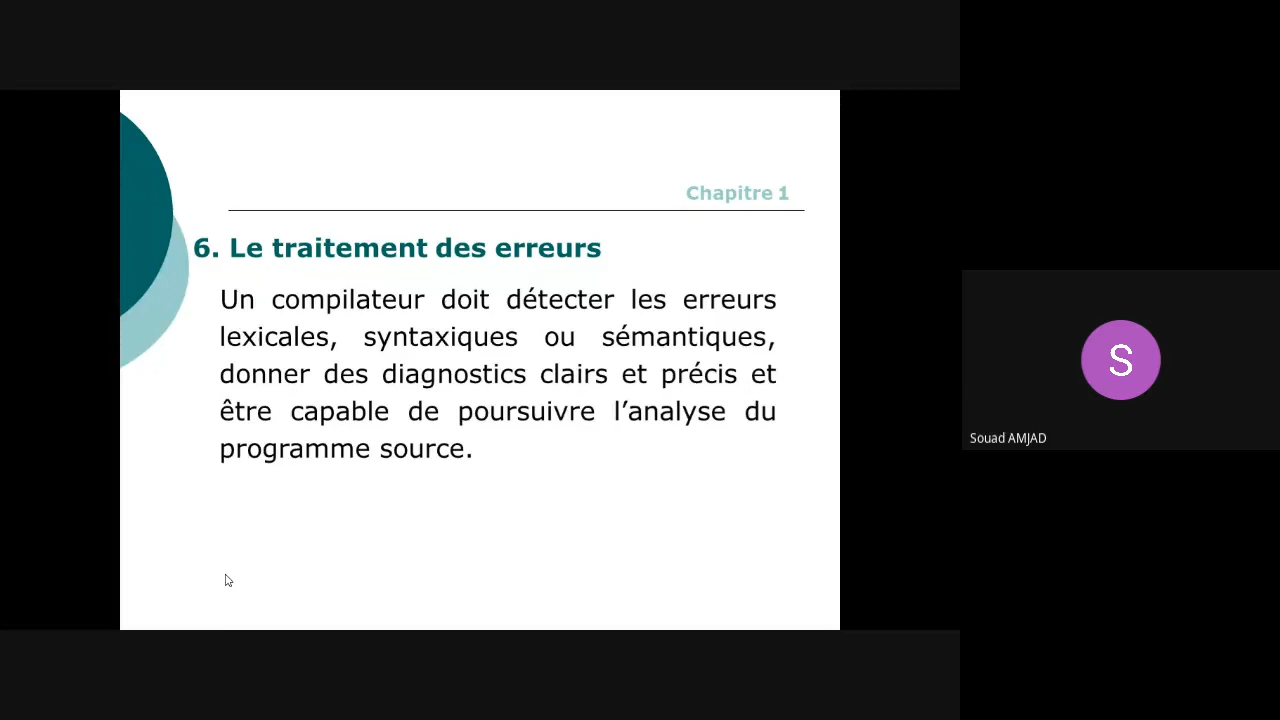 Chapitre 1
6. Le traitement des erreurs
Un compilateur doit détecter les erreurs
lexicales, syntaxiques ou sémantiques,
donner des diagnostics clairs et précis et
être capable de poursuivre l’analyse du
programme source.
S
Souad AMJAD